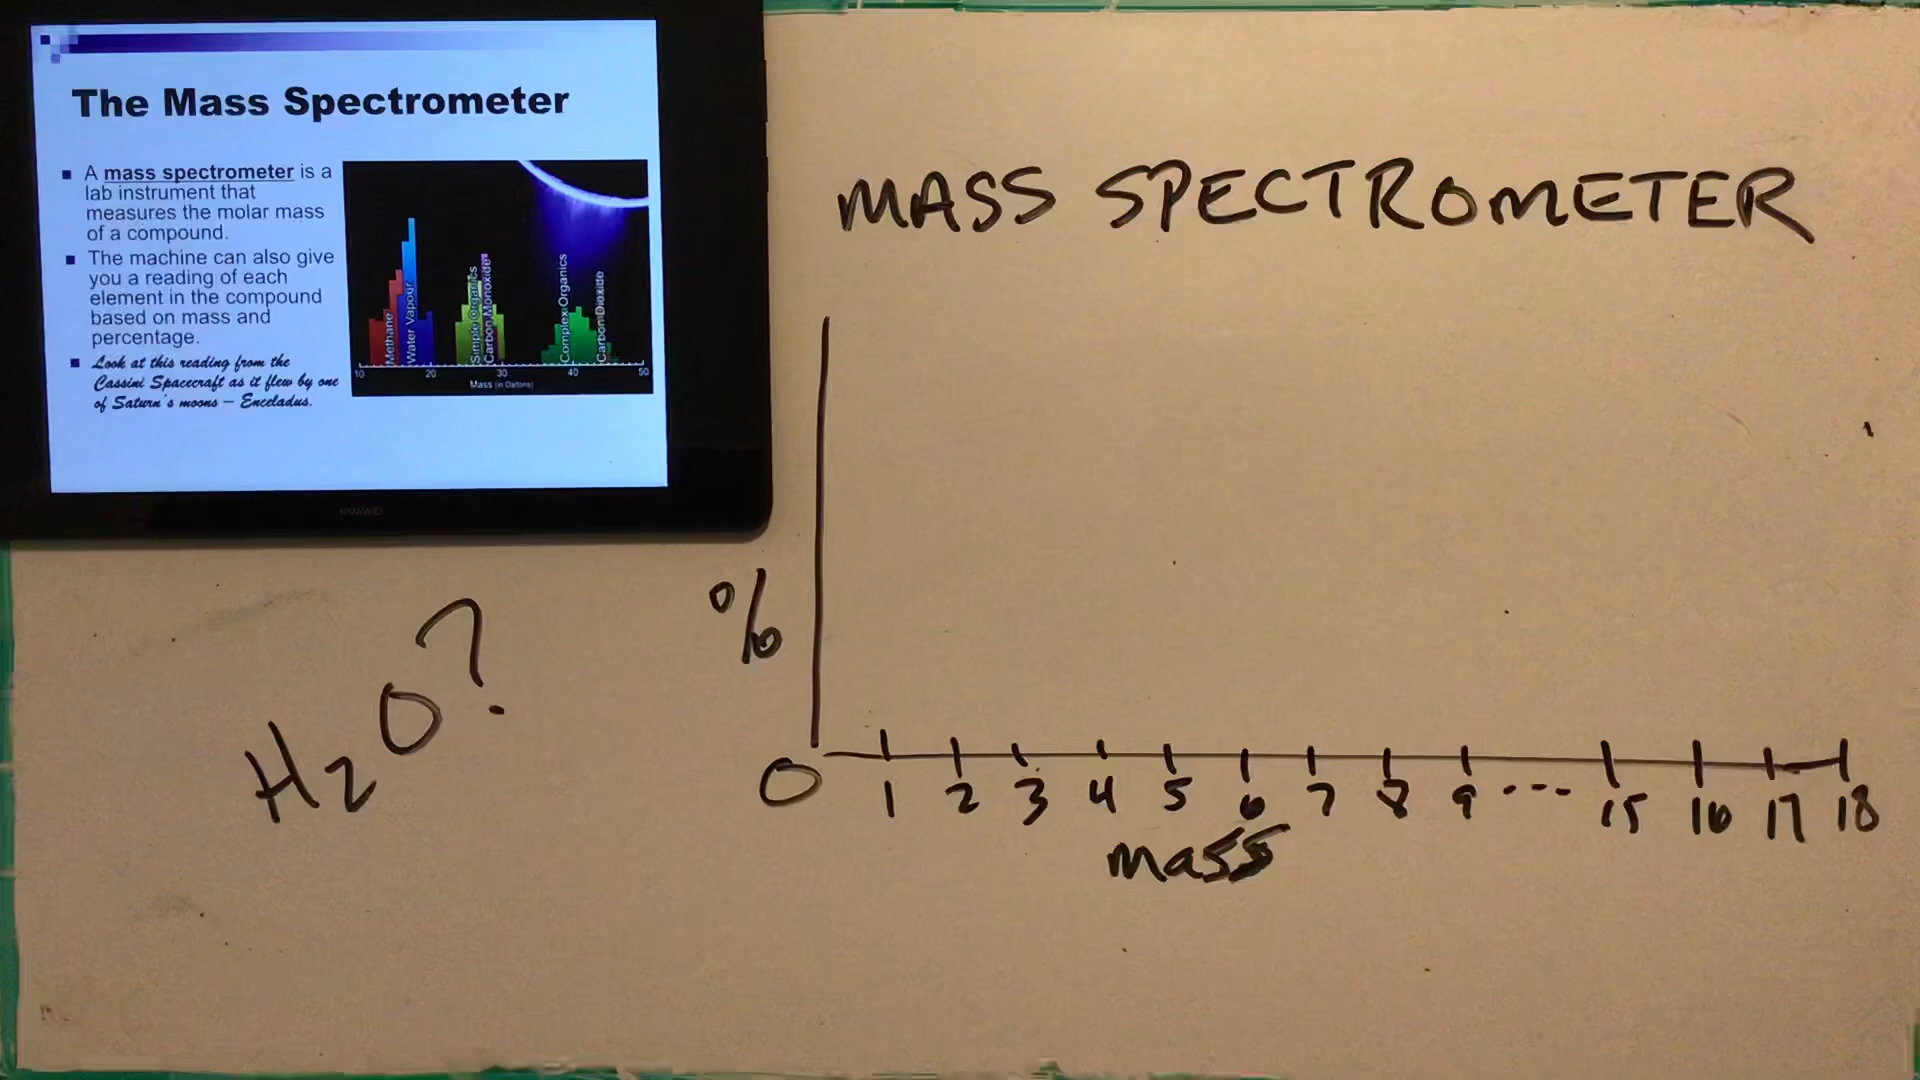 The Mass Spectrometer
A mass spectrometer is a
lab instrument that
measures the molar mass
of a compound.
The machine can also give
you a reading of each
element in the compound
based on mass and
percentage.
Look at this reading from the
Cassini Spacecraft as it flew by one
of Saturn's moons – Enceladus.
Methane
Water Vapour
Simple Organics
Carbon Monoxide
Complex Organics
Carbon Dioxide
10 20 30 40 50
Mass (in Daltons)
HUAWEI
MASS SPECTROMETER
H2O?
%
0 1 2 3 4 5 6 7 8 9 ... 15 16 17 18
mass